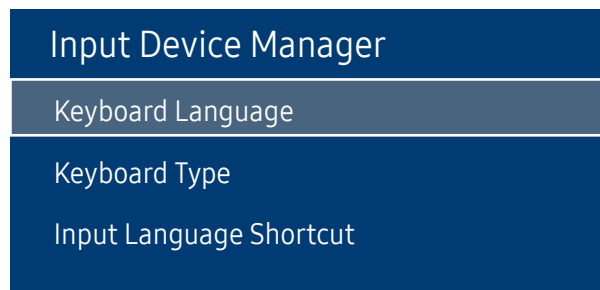 Input Device Manager
Keyboard Language
Keyboard Type
Input Language Shortcut